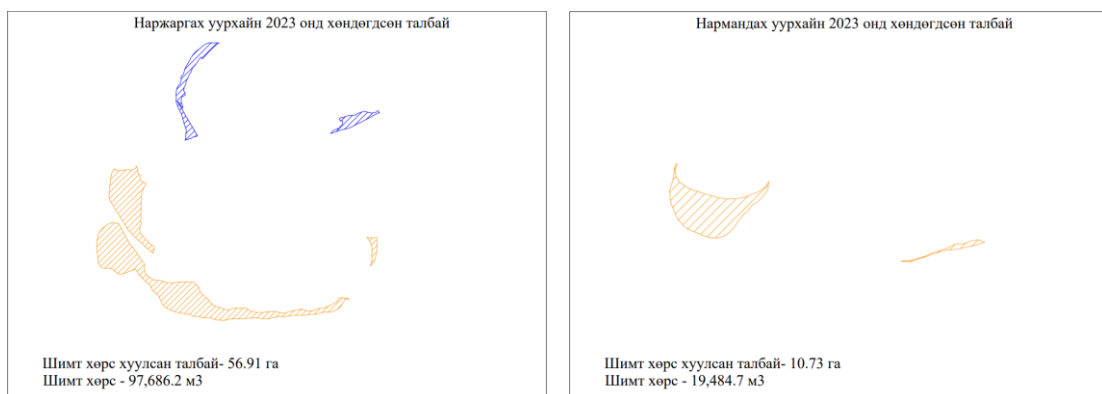 Наржаргах уурхайн 2023 онд хөндөгдсөн талбай
Шимт хөрс хуулсан талбай- 56.91 га
Шимт хөрс - 97,686.2 м3
Нармандах уурхайн 2023 онд хөндөгдсөн талбай
Шимт хөрс хуулсан талбай- 10.73 га
Шимт хөрс - 19,484.7 м3